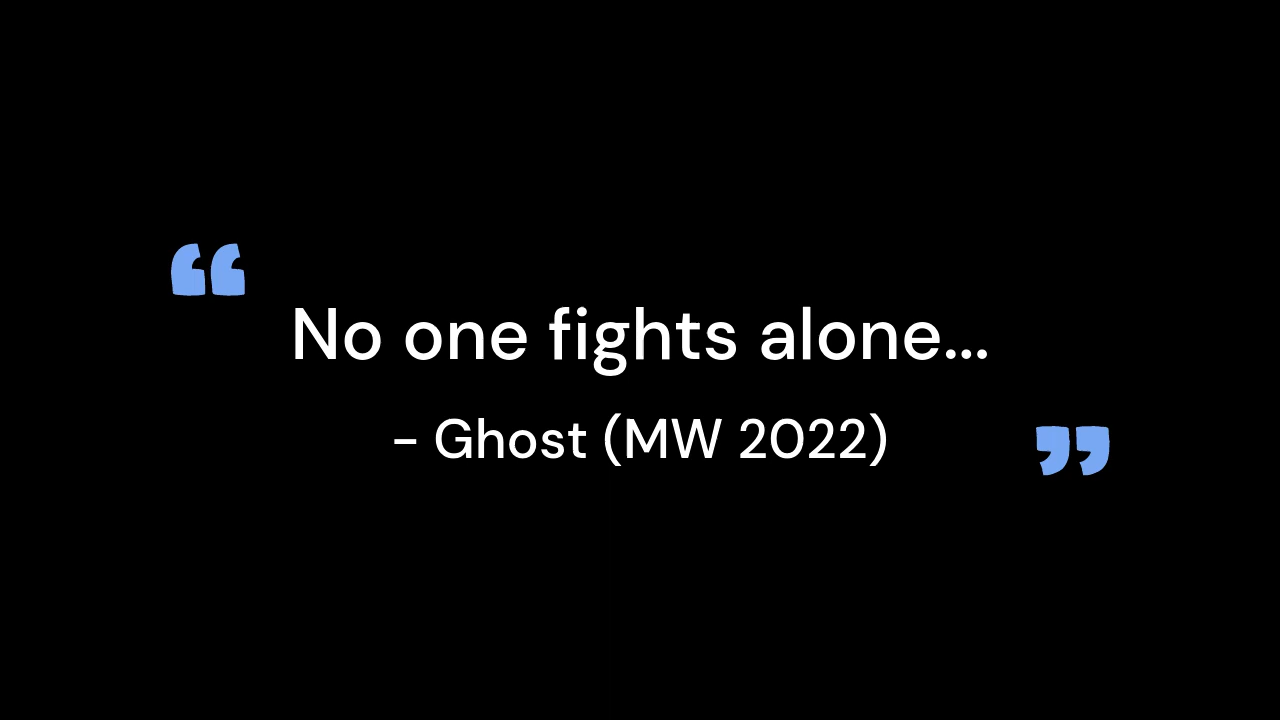 “
No one fights alone...
- Ghost (MW 2022)
”